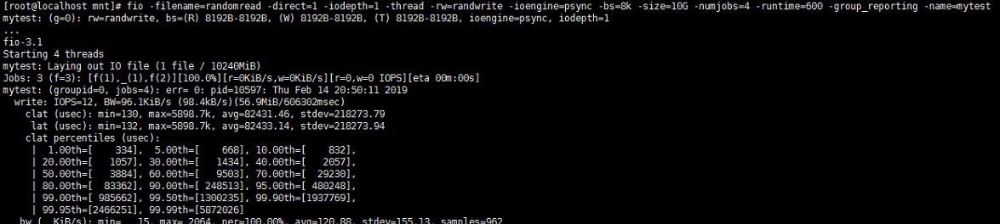 [root@localhost mnt]# fio -filename=randomread -direct=1 -iodepth=1 -thread -rw=randwrite -ioengine=psync -bs=8k -size=10G -numjobs=4 -runtime=600 -group_reporting -name=mytest
mytest: (g=0): rw=randwrite, bs=(R) 8192B-8192B, (W) 8192B-8192B, (T) 8192B-8192B, ioengine=psync, iodepth=1
...
fio-3.1
Starting 4 threads
mytest: Laying out IO file (1 file / 10240MiB)
Jobs: 3 (f=3): [f(1),_(1),f(2)][100.0%][r=0KiB/s,w=0KiB/s][r=0,w=0 IOPS][eta 00m:00s]
mytest: (groupid=0, jobs=4): err= 0: pid=10597: Thu Feb 14 20:50:11 2019
write: IOPS=12, BW=96.1KiB/s (98.4kB/s)(56.9MiB/606302msec)
clat (usec): min=130, max=5898.7k, avg=82431.46, stdev=218273.79
lat (usec): min=132, max=5898.7k, avg=82433.14, stdev=218273.94
clat percentiles (usec):
| 1.00th=[ 334], 5.00th=[ 668], 10.00th=[ 832],
| 20.00th=[ 1057], 30.00th=[ 1434], 40.00th=[ 2057],
| 50.00th=[ 3884], 60.00th=[ 9503], 70.00th=[ 29230],
| 80.00th=[ 83362], 90.00th=[ 248513], 95.00th=[ 480248],
| 99.00th=[ 985662], 99.50th=[1300235], 99.90th=[1937769],
| 99.95th=[2466251], 99.99th=[5872026]
bw ( KiB/s): min= 15, max= 2064, per=100.00%, avg=120.88, stdev=155.13, samples=962